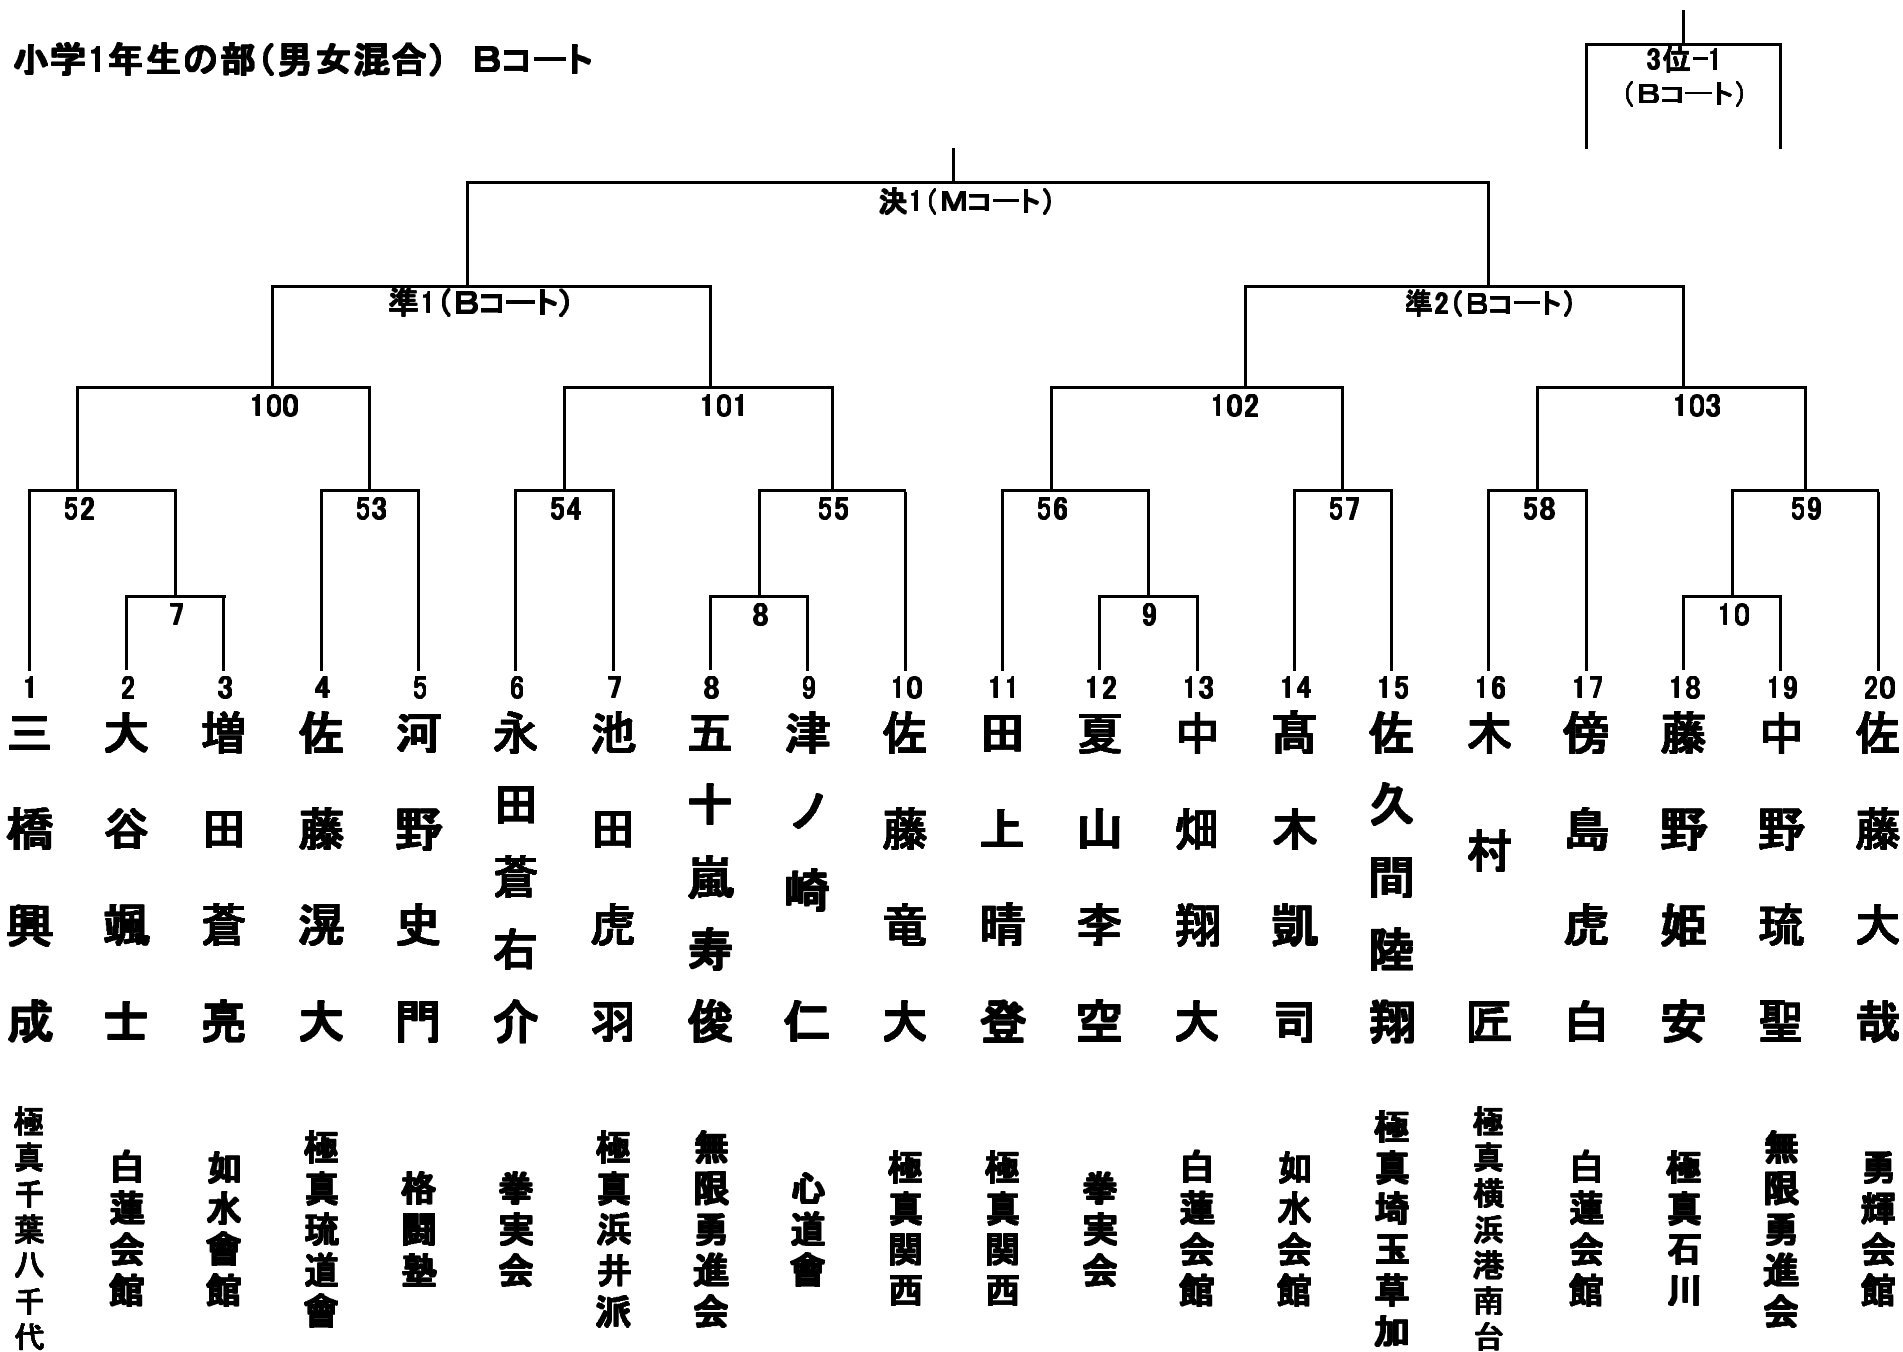 小学1年生の部（男女混合）　Ｂコート
3位-1
（Ｂコート）
決1（Ｍコート）
準1（Ｂコート）
準2（Ｂコート）
100
101
102
103
52
53
54
55
56
57
58
59
7
8
9
10
1
2
3
4
5
6
7
8
9
10
11
12
13
14
15
16
17
18
19
20
三橋興成
大谷颯士
増田蒼亮
佐藤滉大
河野史門
永田蒼右介
池田虎羽
五十嵐寿俊
津ノ崎仁
佐藤竜大
田上晴登
夏山李空
中畑翔大
髙木凱司
佐久間陸翔
木村匠
傍島虎白
藤野姫安
中野琉聖
佐藤大哉
極真千葉八千代
白蓮会館
如水會館
極真琉道會
格闘塾
拳実会
極真浜井派
無限勇進会
心道會
極真関西
極真関西
拳実会
白蓮会館
如水会館
極真埼玉草加
極真横浜港南台
白蓮会館
極真石川
無限勇進会
勇輝会館